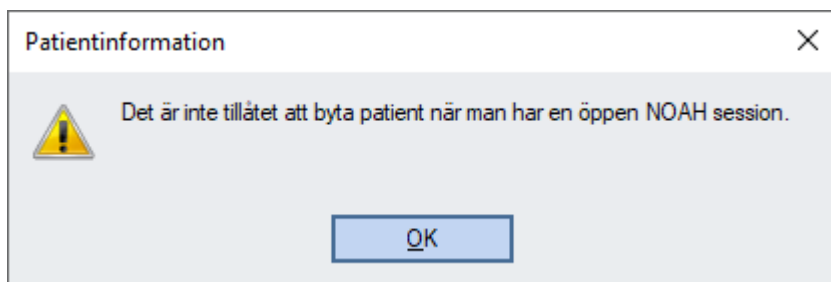 Patientinformation
Det är inte tillåtet att byta patient när man har en öppen NOAH session.
OK